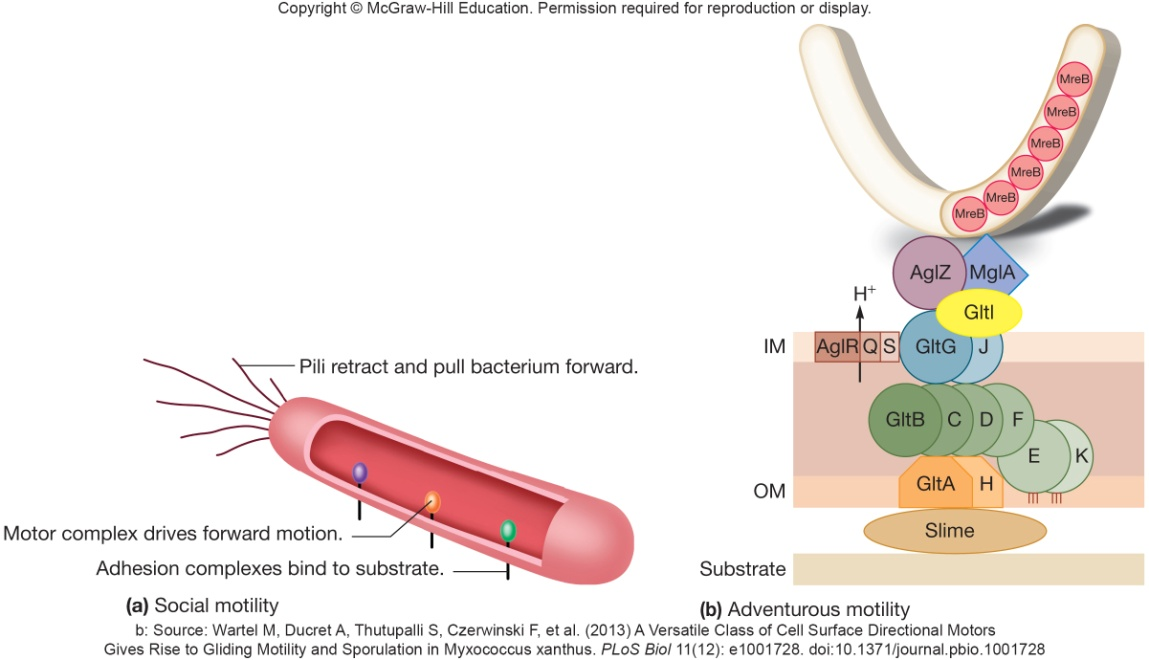 Copyright © McGraw-Hill Education. Permission required for reproduction or display.
Pili retract and pull bacterium forward.
Motor complex drives forward motion.
Adhesion complexes bind to substrate.
(a) Social motility
MreB
MreB
MreB
MreB
MreB
MreB
AglZ MglA
H+
GltI
IM AglR Q S GltG J
GltB C D F
E K
OM GltA H
Slime
Substrate
(b) Adventurous motility
b: Source: Wartel M, Ducret A, Thutupalli S, Czerwinski F, et al. (2013) A Versatile Class of Cell Surface Directional Motors
Gives Rise to Gliding Motility and Sporulation in Myxococcus xanthus. PLoS Biol 11(12): e1001728. doi:10.1371/journal.pbio.1001728